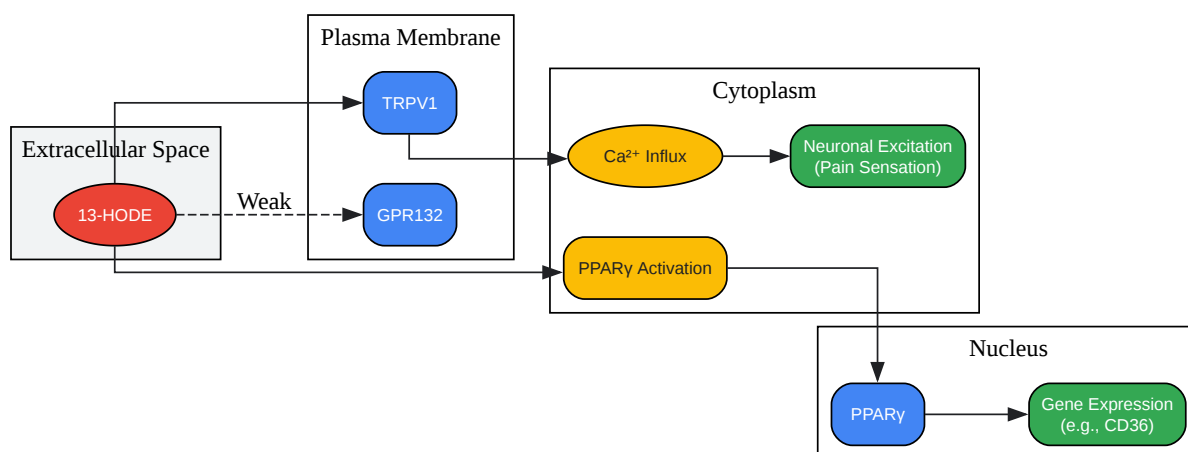 Plasma Membrane
TRPV1
GPR132
Extracellular Space
13-HODE
Weak
Cytoplasm
Ca²⁺ Influx
Neuronal Excitation
(Pain Sensation)
PPARγ Activation
Nucleus
PPARγ
Gene Expression
(e.g., CD36)